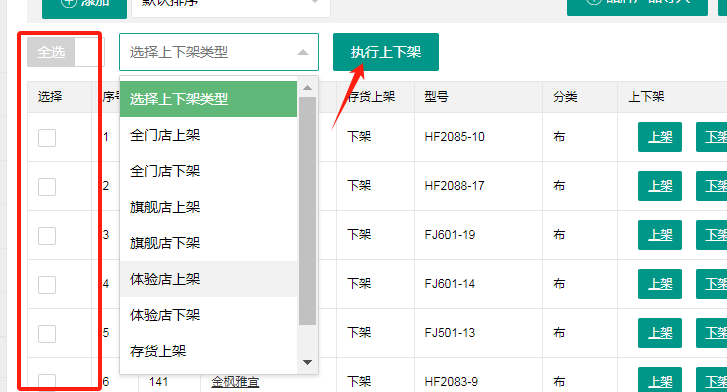 添加
默认排序
全选
选择上下架类型
执行上下架
选择
存货上架
型号
分类
上下架
选择上下架类型
全门店上架
全门店下架
旗舰店上架
旗舰店下架
体验店上架
体验店下架
存货上架
1
下架
HF2085-10
布
上架
下架
2
下架
HF2088-17
布
上架
下架
3
下架
FJ601-19
布
上架
下架
4
下架
FJ601-14
布
上架
下架
5
下架
FJ501-13
布
上架
下架
6
141
金枫雅宜
下架
HF2083-9
布
上架
下架